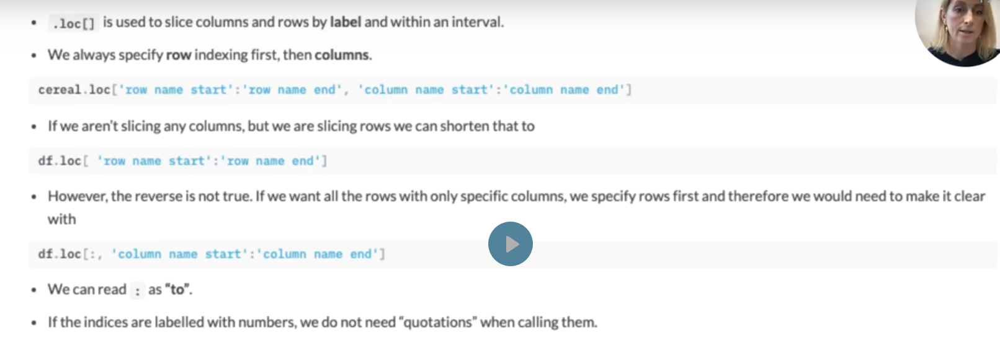 .loc[] is used to slice columns and rows by label and within an interval.
We always specify row indexing first, then columns.
cereal.loc['row name start':'row name end', 'column name start':'column name end']
If we aren't slicing any columns, but we are slicing rows we can shorten that to
df.loc[ 'row name start':'row name end']
However, the reverse is not true. If we want all the rows with only specific columns, we specify rows first and therefore we would need to make it clear
with
df.loc[:, 'column name start':'column name end']
We can read : as “to”.
If the indices are labelled with numbers, we do not need “quotations” when calling them.